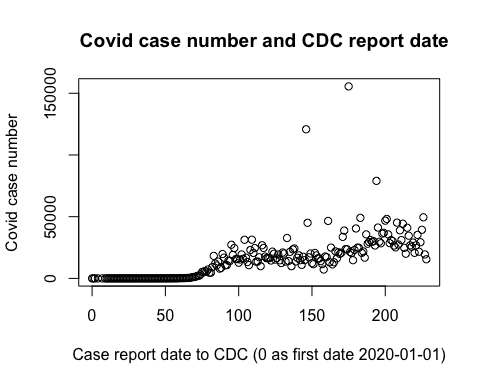 Covid case number and CDC report date
150000
50000
0
Covid case number
0
50
100
150
200
Case report date to CDC (0 as first date 2020-01-01)